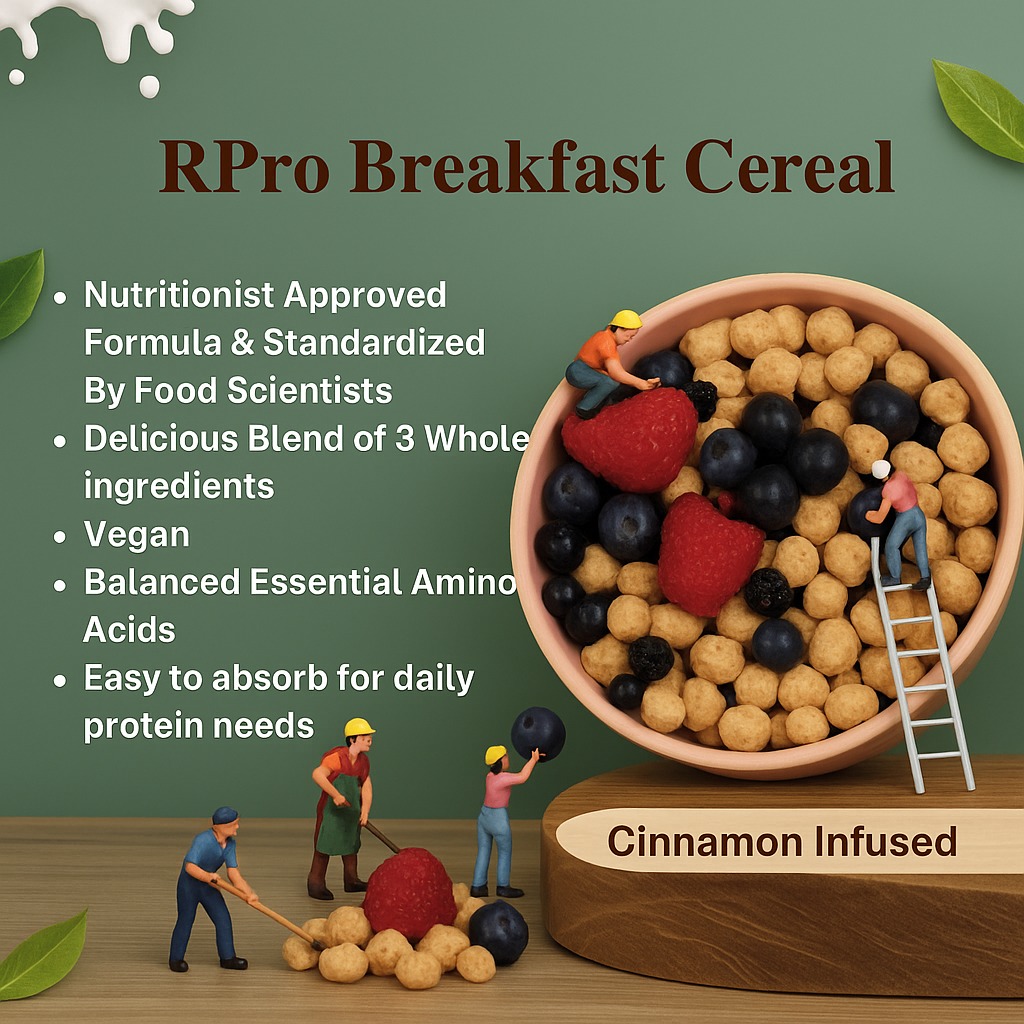 RPro Breakfast Cereal
• Nutritionist Approved
Formula & Standardized
By Food Scientists
• Delicious Blend of 3 Whole
ingredients
• Vegan
• Balanced Essential Amino
Acids
• Easy to absorb for daily
protein needs
Cinnamon Infused